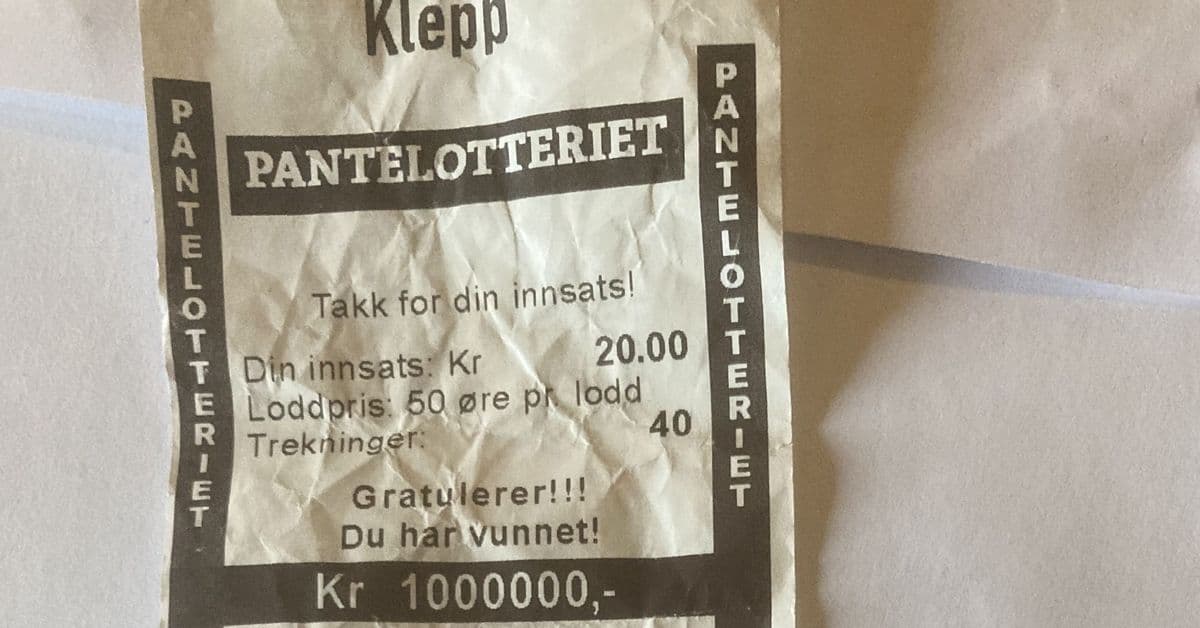 Klepp
PANTELOTTERIET
PANTELOTTERIET
PANTELOTTERIET
Takk for din innsats!
Din innsats: Kr 20.00
Loddpris: 50 øre pr. lodd
Trekninger: 40
Gratulerer!!!
Du har vunnet!
Kr 1000000,-